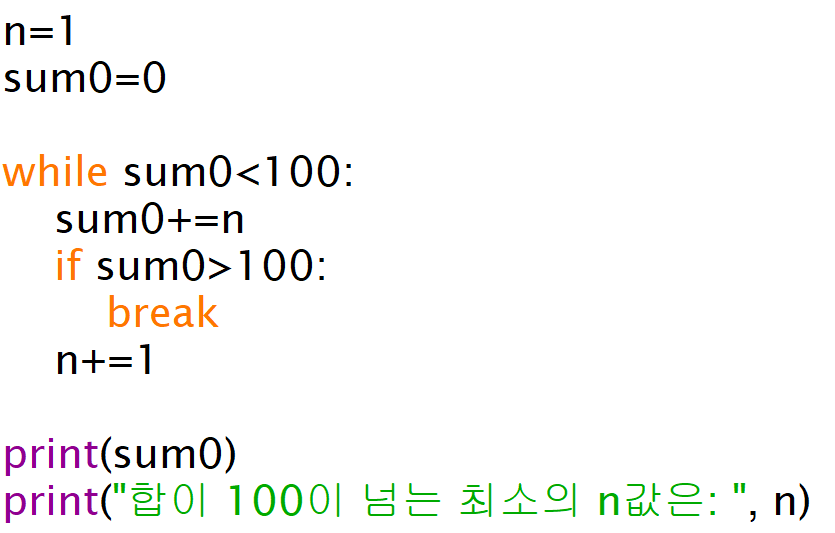 n=1
sum0=0
while sum0<100:
    sum0+=n
    if sum0>100:
        break
    n+=1
print(sum0)
print("합이 100이 넘는 최소의 n값은: ", n)